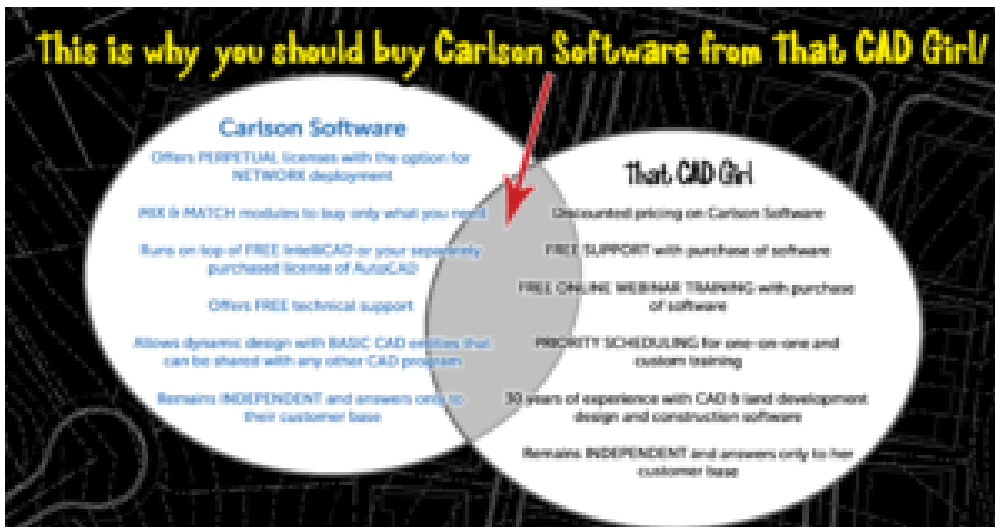 This is why you should buy Carlson Software from That CAD Girl!
Carlson Software
Offers PERPETUAL licenses with the option for
NETWORK deployment
MIX & MATCH modules to buy only what you need
Runs on top of FREE IntelliCAD or your separately
purchased license of AutoCAD
Offers FREE technical support
Allows dynamic design with BASIC CAD entities that
can be shared with any other CAD program
Remains INDEPENDENT and answers only to
their customer base
That CAD Girl
Discounted pricing on Carlson Software
FREE SUPPORT with purchase of software
FREE ONLINE WEBINAR TRAINING with purchase
of software
PRIORITY SCHEDULING for one-on-one and
custom training
30 years of experience with CAD & land development
design and construction software
Remains INDEPENDENT and answers only to her
customer base